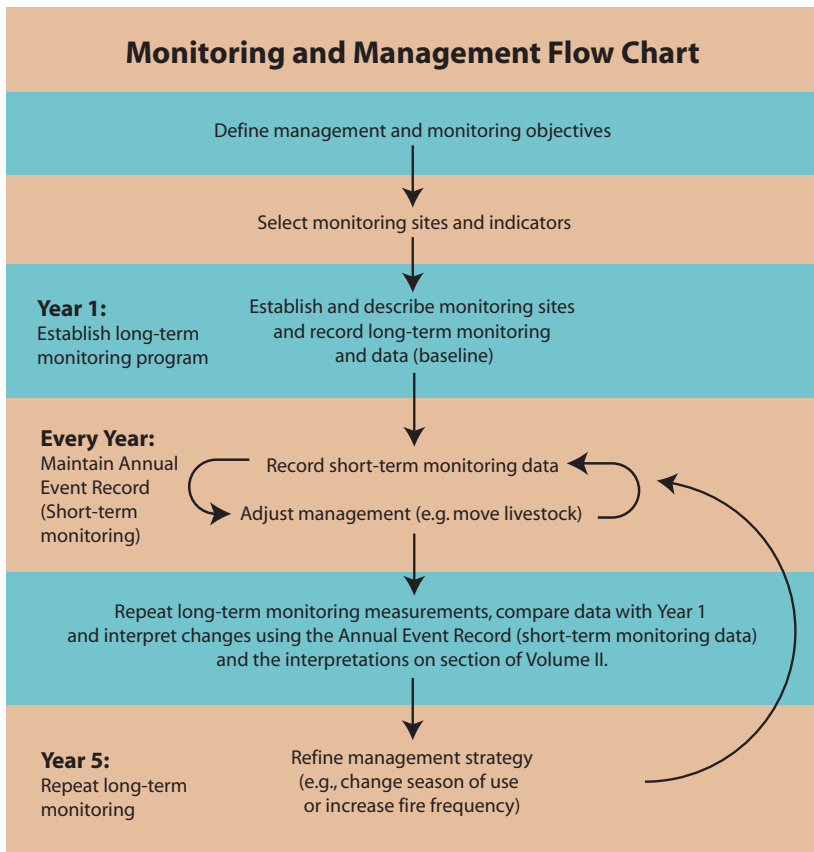 Monitoring and Management Flow Chart
Define management and monitoring objectives
Select monitoring sites and indicators
Year 1:
Establish long-term
monitoring program
Establish and describe monitoring sites
and record long-term monitoring
and data (baseline)
Every Year:
Maintain Annual
Event Record
(Short-term
monitoring)
Record short-term monitoring data
Adjust management (e.g. move livestock)
Repeat long-term monitoring measurements, compare data with Year 1
and interpret changes using the Annual Event Record (short-term monitoring data)
and the interpretations on section of Volume II.
Year 5:
Repeat long-term
monitoring
Refine management strategy
(e.g., change season of use
or increase fire frequency)